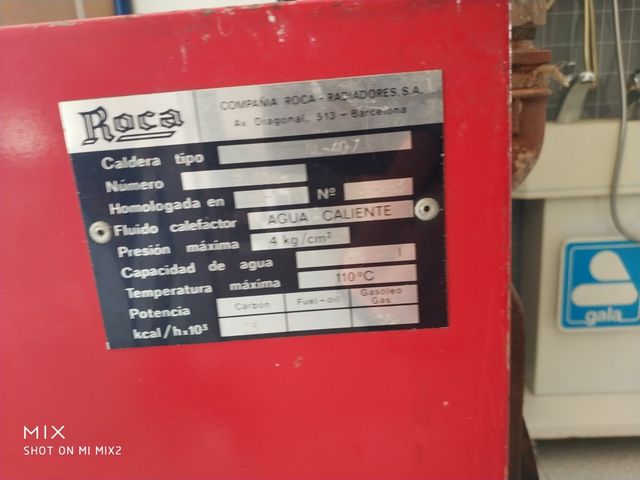 Roca
COMPAÑIA ROCA - RADIADORES, S.A.
Av. Diagonal, 513 - Barcelona
Caldera tipo
Número
Homologada en Nº
Fluido calefactor AGUA CALIENTE
Presión máxima 4 kg/cm²
Capacidad de agua l
Temperatura máxima 110ºC
Potencia Carbon Fuel-oil Gasoleo Gas
kcal/h×10³
gala
MIX
SHOT ON MI MIX2